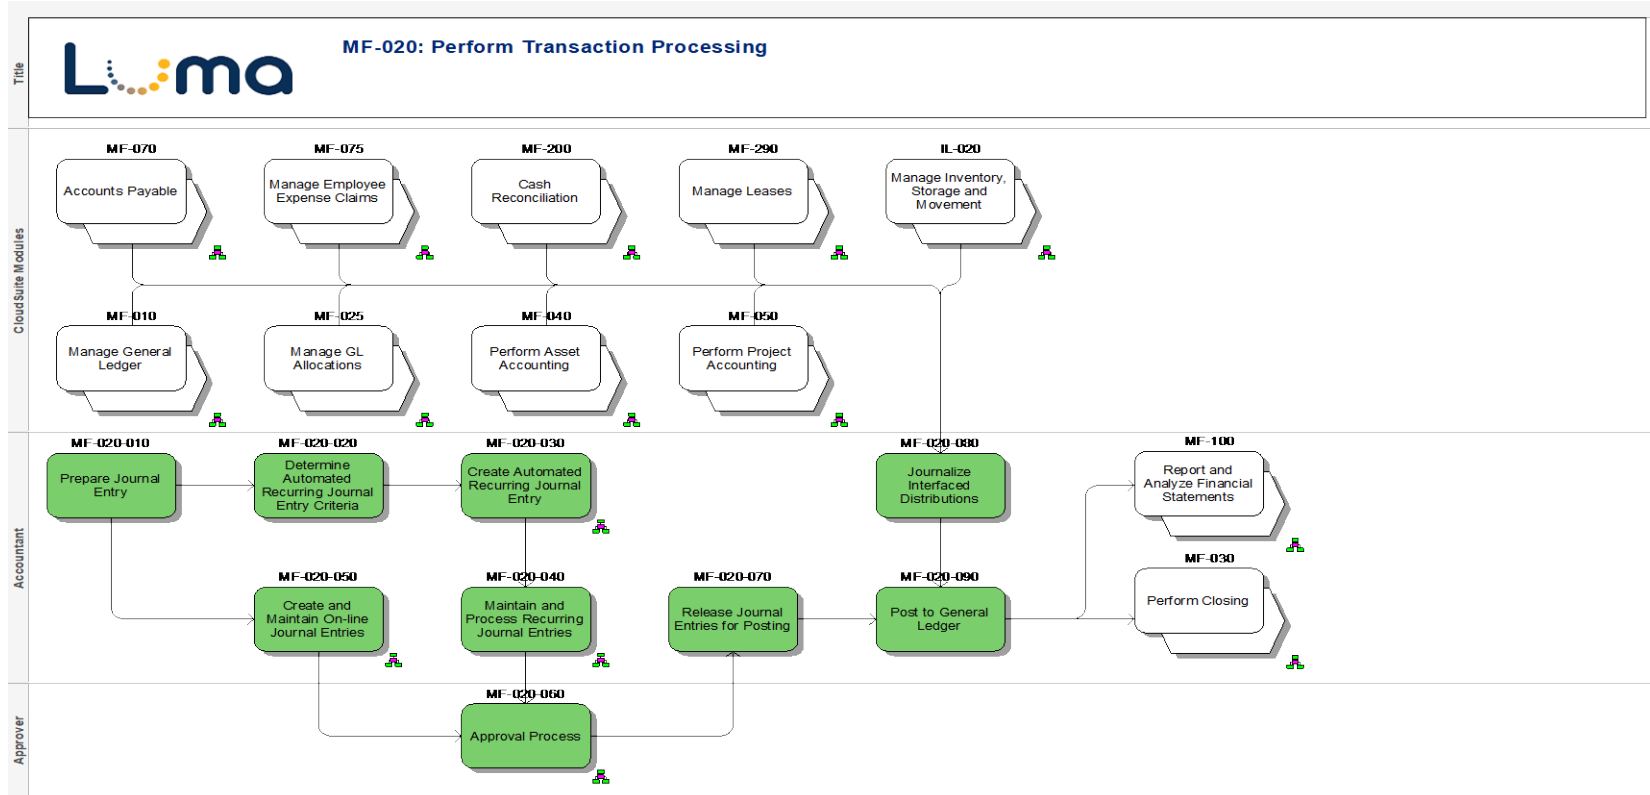 Title
Luma
MF-020: Perform Transaction Processing
CloudSuite Modules
MF-070
Accounts Payable
MF-075
Manage Employee
Expense Claims
MF-200
Cash
Reconciliation
MF-290
Manage Leases
IL-020
Manage Inventory,
Storage and
Movement
MF-010
Manage General
Ledger
MF-025
Manage GL
Allocations
MF-040
Perform Asset
Accounting
MF-050
Perform Project
Accounting
Accountant
MF-020-010
Prepare Journal
Entry
MF-020-020
Determine
Automated
Recurring Journal
Entry Criteria
MF-020-030
Create Automated
Recurring Journal
Entry
MF-020-080
Journalize
Interfaced
Distributions
MF-100
Report and
Analyze Financial
Statements
MF-020-050
Create and
Maintain On-line
Journal Entries
MF-020-040
Maintain and
Process Recurring
Journal Entries
MF-020-070
Release Journal
Entries for Posting
MF-020-090
Post to General
Ledger
MF-030
Perform Closing
Approver
MF-020-060
Approval Process